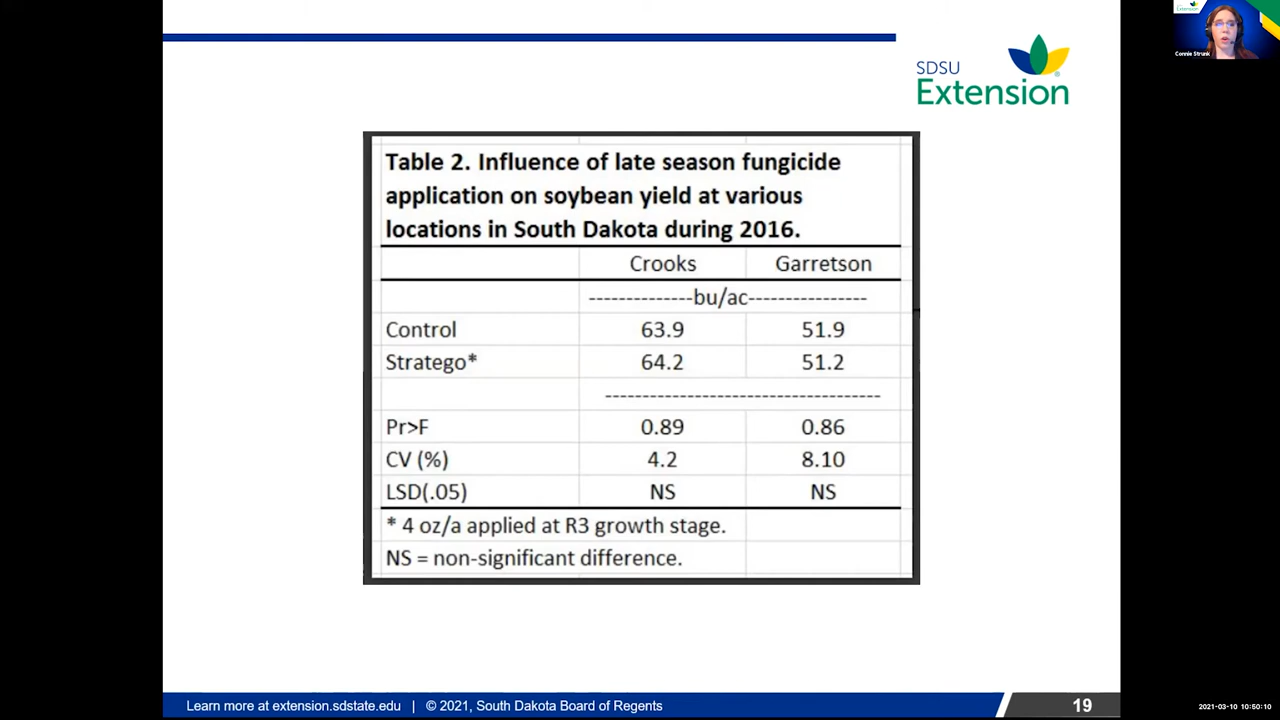 SDSU
Extension
Extension
Connie Strunk
Table 2. Influence of late season fungicide
application on soybean yield at various
locations in South Dakota during 2016.
Crooks Garretson
--------------bu/ac----------------
Control 63.9 51.9
Stratego* 64.2 51.2
-------------------------------------
Pr>F 0.89 0.86
CV (%) 4.2 8.10
LSD(.05) NS NS
* 4 oz/a applied at R3 growth stage.
NS = non-significant difference.
Learn more at extension.sdstate.edu | © 2021, South Dakota Board of Regents
19
2021-03-10 10:50:10